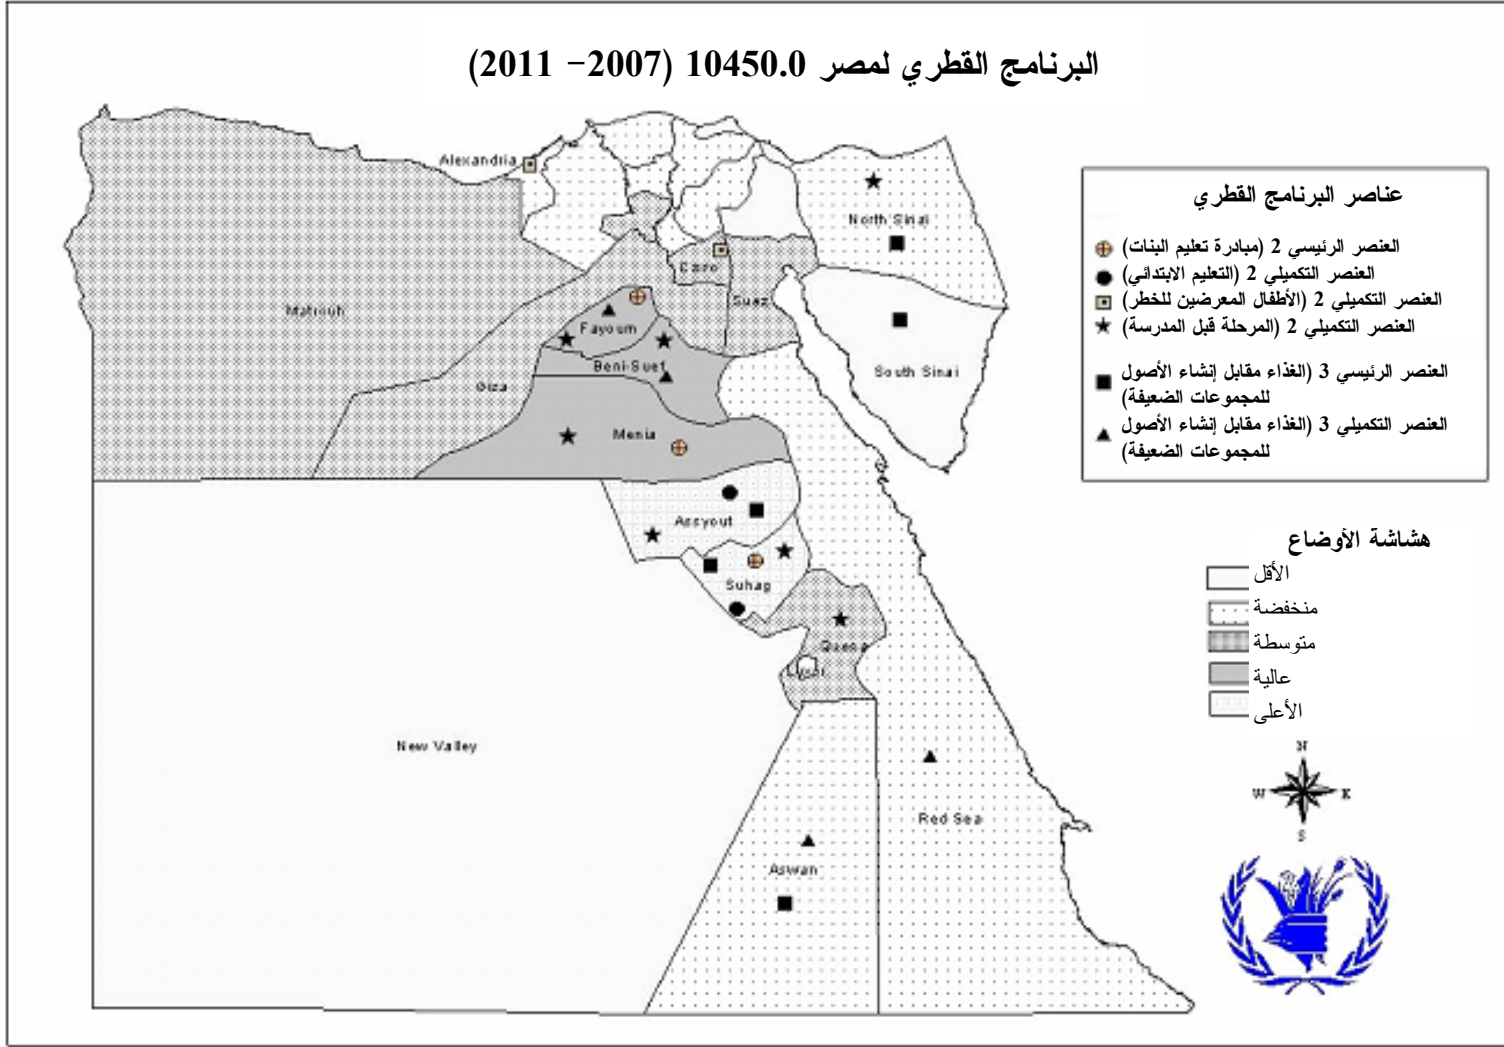 البرنامج القطري لمصر 10450.0 (2007- 2011)
Alexandria
North Sinai
Cairo
Suez
Matrouh
Fayoum
Beni-Suef
Giza
South Sinai
Menia
Assyout
Suhag
Qena
Luxor
New Valley
Red Sea
Aswan
عناصر البرنامج القطري
العنصر الرئيسي 2 (مبادرة تعليم البنات)
العنصر التكميلي 2 (التعليم الابتدائي)
العنصر التكميلي 2 (الأطفال المعرضين للخطر)
العنصر التكميلي 2 (المرحلة قبل المدرسة)
العنصر الرئيسي 3 (الغذاء مقابل إنشاء الأصول
للمجموعات الضعيفة)
العنصر التكميلي 3 (الغذاء مقابل إنشاء الأصول
للمجموعات الضعيفة)
هشاشة الأوضاع
الأقل
منخفضة
متوسطة
عالية
الأعلى
N
W E
S